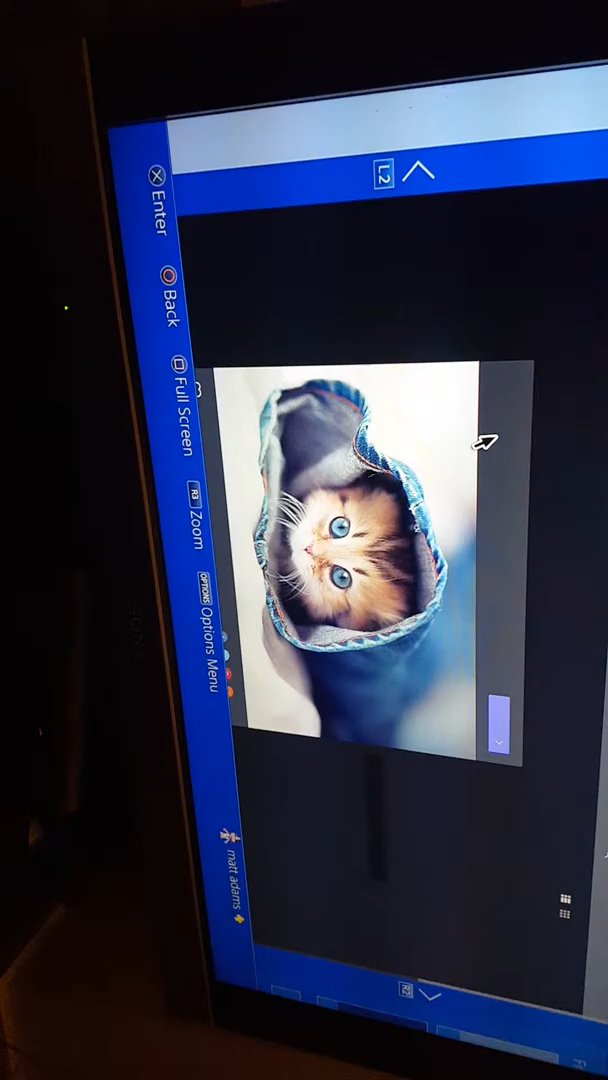 L2
Enter
Back
Full Screen
R3 Zoom
OPTIONS Options Menu
matt adams
R2